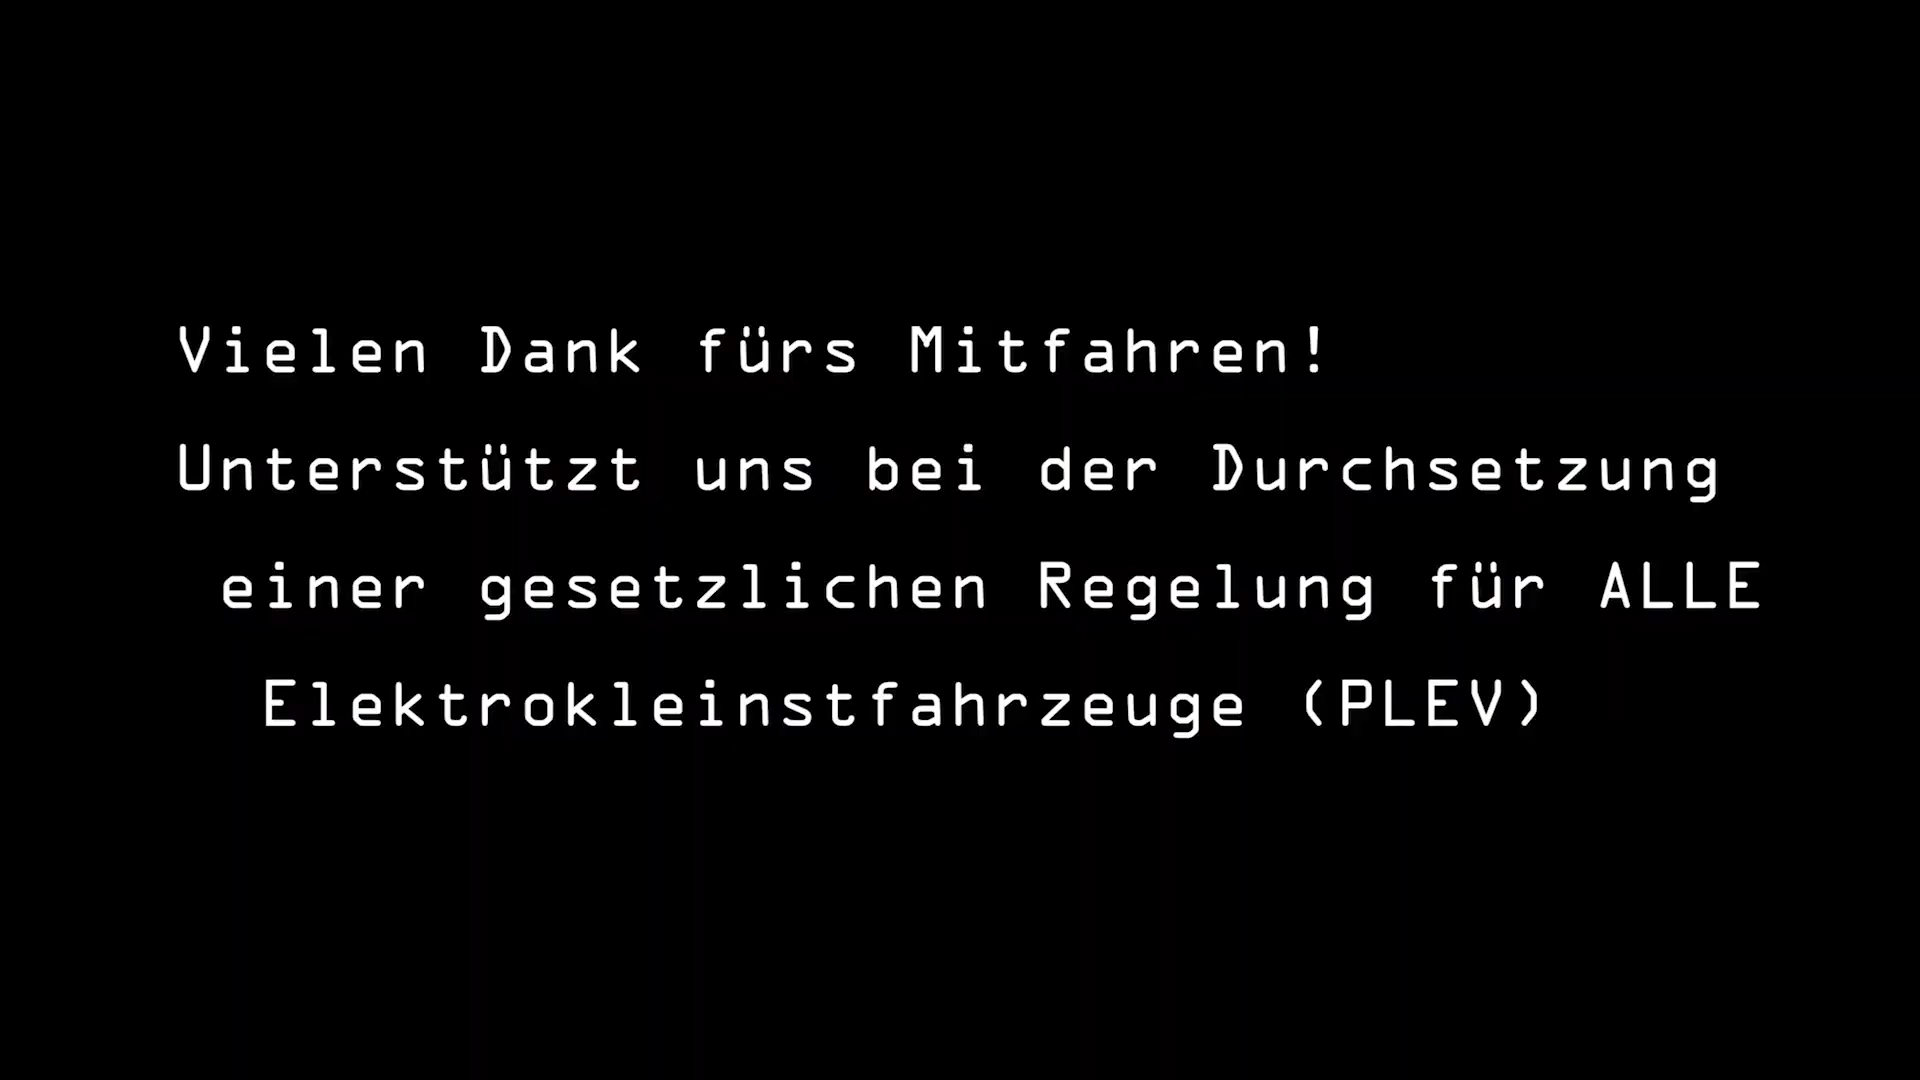 Vielen Dank fürs Mitfahren!
Unterstützt uns bei der Durchsetzung
einer gesetzlichen Regelung für ALLE
Elektrokleinstfahrzeuge (PLEV)